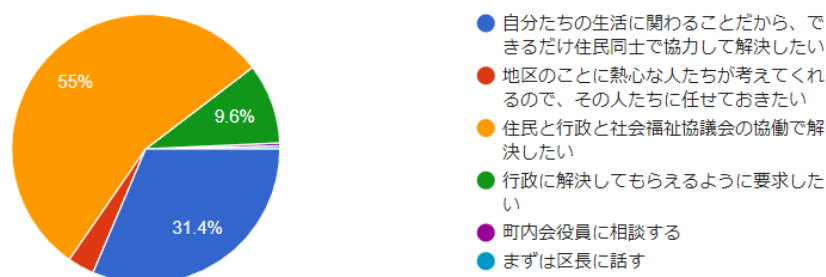 55%
9.6%
31.4%
自分たちの生活に関わることだから、で
きるだけ住民同士で協力して解決したい
地区のことに熱心な人たちが考えてくれ
るので、その人たちに任せておきたい
住民と行政と社会福祉協議会の協働で解
決したい
行政に解決してもらえるように要求した
い
町内会役員に相談する
まずは区長に話す